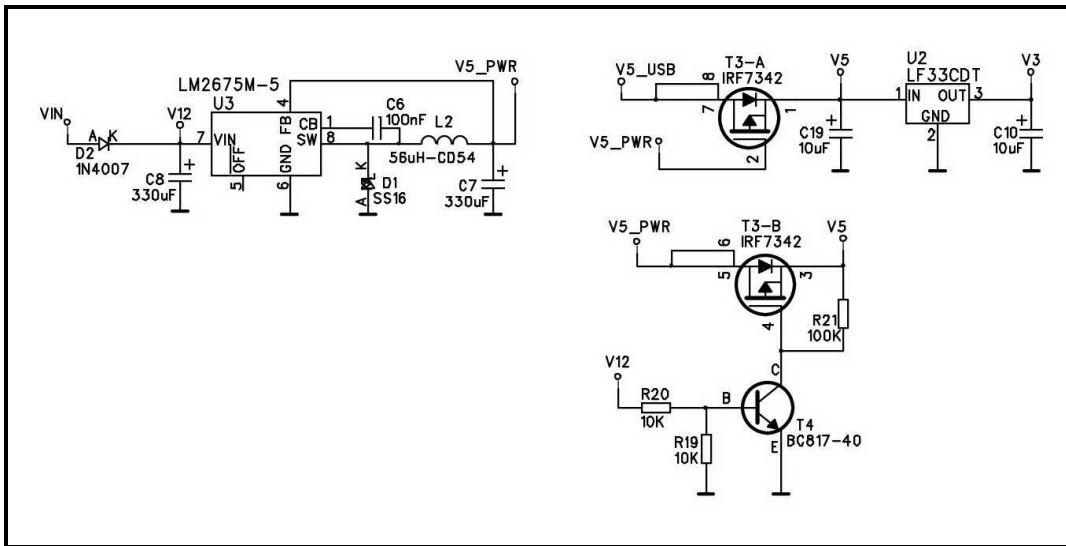 LM2675M-5
U3
V5_PWR
VIN
A
K
D2
1N4007
V12
7
VIN
OFF
5
4
FB
GND
6
CB
SW
1
8
C6
100nF
L2
56uH-CD54
C8
330uF
+
K
A
D1
SS16
C7
330uF
+
T3-A
IRF7342
V5_USB
8
7
1
2
V5_PWR
V5
C19
10uF
+
U2
LF33CDT
1
IN
OUT
3
GND
2
V3
C10
10uF
+
T3-B
IRF7342
V5_PWR
6
5
3
4
V5
R21
100K
V12
R20
10K
R19
10K
B
C
E
T4
BC817-40